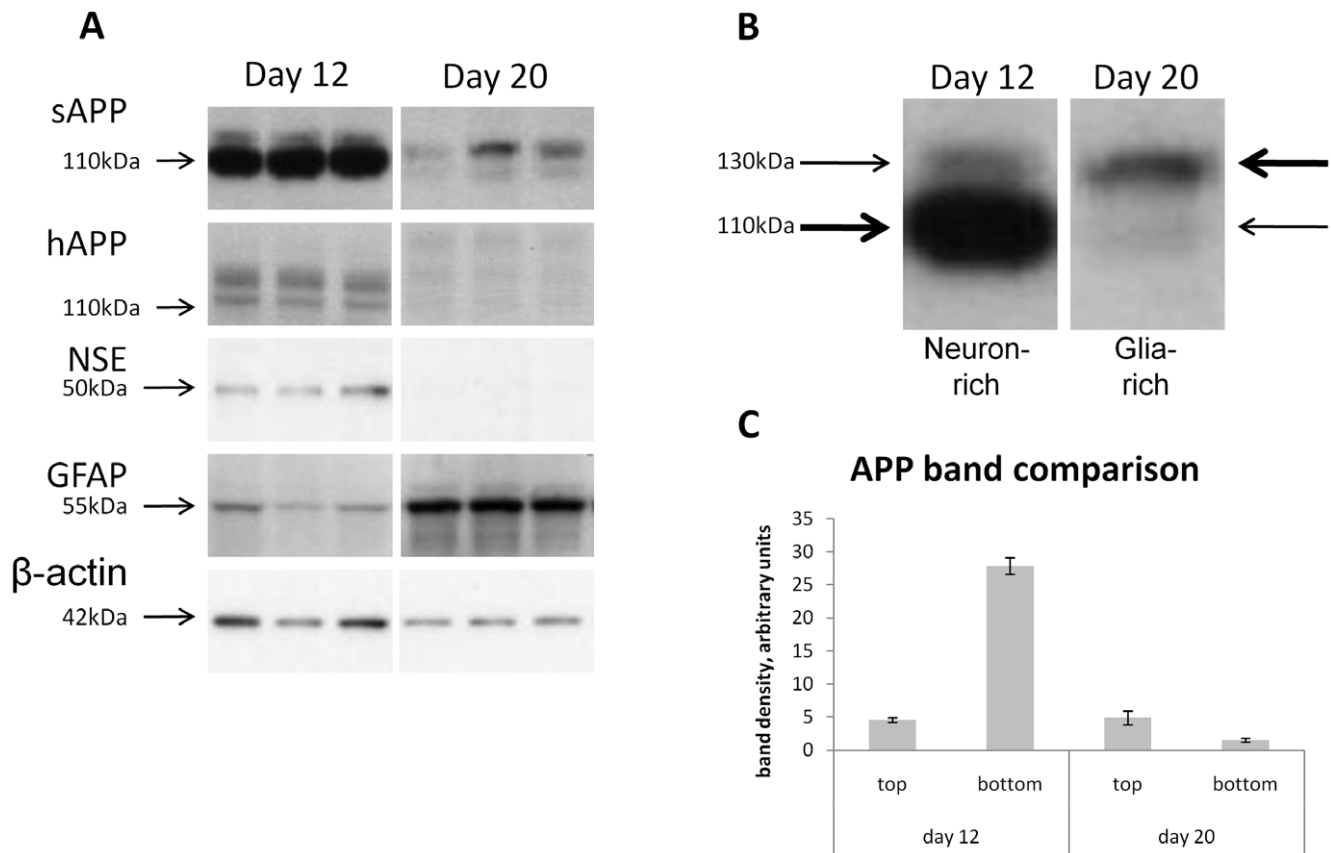 A
Day 12 Day 20
sAPP
110kDa
hAPP
110kDa
NSE
50kDa
GFAP
55kDa
β-actin
42kDa
B
Day 12 Day 20
130kDa
110kDa
Neuron-
rich
Glia-
rich
C
APP band comparison
band density, arbitrary units
35
30
25
20
15
10
5
0
top bottom top bottom
day 12 day 20